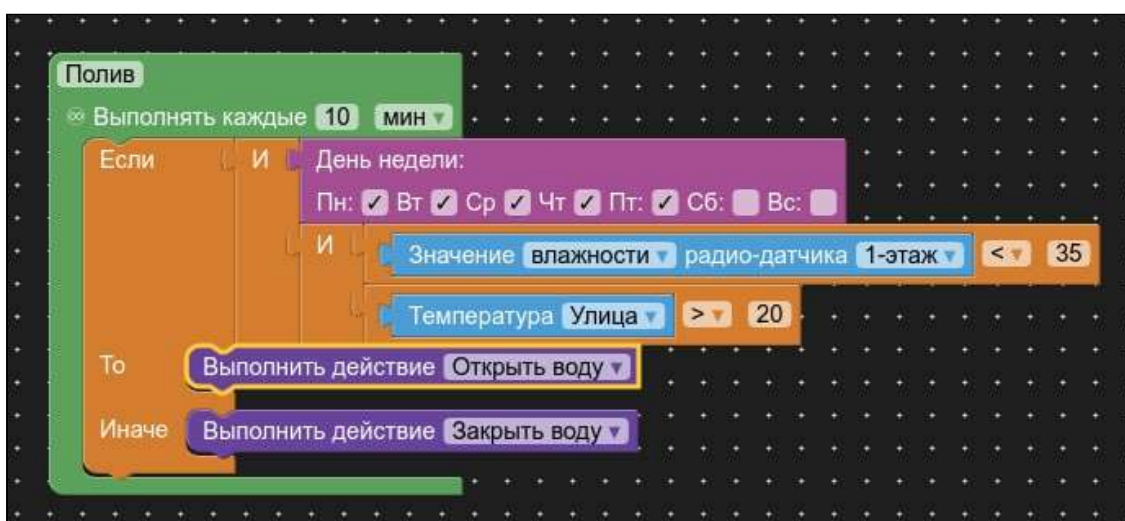 Полив
♾ Выполнять каждые 10 мин ▾
Если И День недели:
Пн: ✓ Вт ✓ Ср ✓ Чт ✓ Пт: ✓ Сб: Вс:
И Значение влажности ▾ радио-датчика 1-этаж ▾ < ▾ 35
Температура Улица ▾ > ▾ 20
То Выполнить действие Открыть воду ▾
Иначе Выполнить действие Закрыть воду ▾